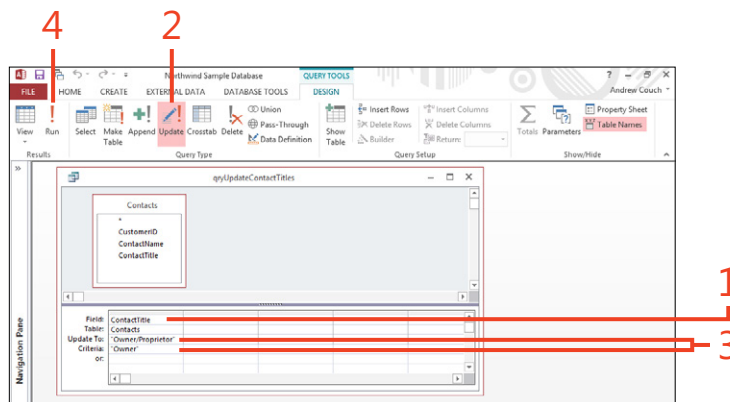 4 2
Northwind Sample Database QUERY TOOLS ? – X
FILE HOME CREATE EXTERNAL DATA DATABASE TOOLS DESIGN Andrew Couch
View Run Select Make Table Append Update Crosstab Delete
Union
Pass-Through
Data Definition
Show Table
Insert Rows
Delete Rows
Builder
Insert Columns
Delete Columns
Return:
Totals Parameters
Property Sheet
Table Names
Results Query Type Query Setup Show/Hide
»
qryUpdateContactTitles
Contacts
*
CustomerID
ContactName
ContactTitle
Field: ContactTitle
Table: Contacts
Update To: "Owner/Proprietor"
Criteria: "Owner"
or:
1
3
Navigation Pane